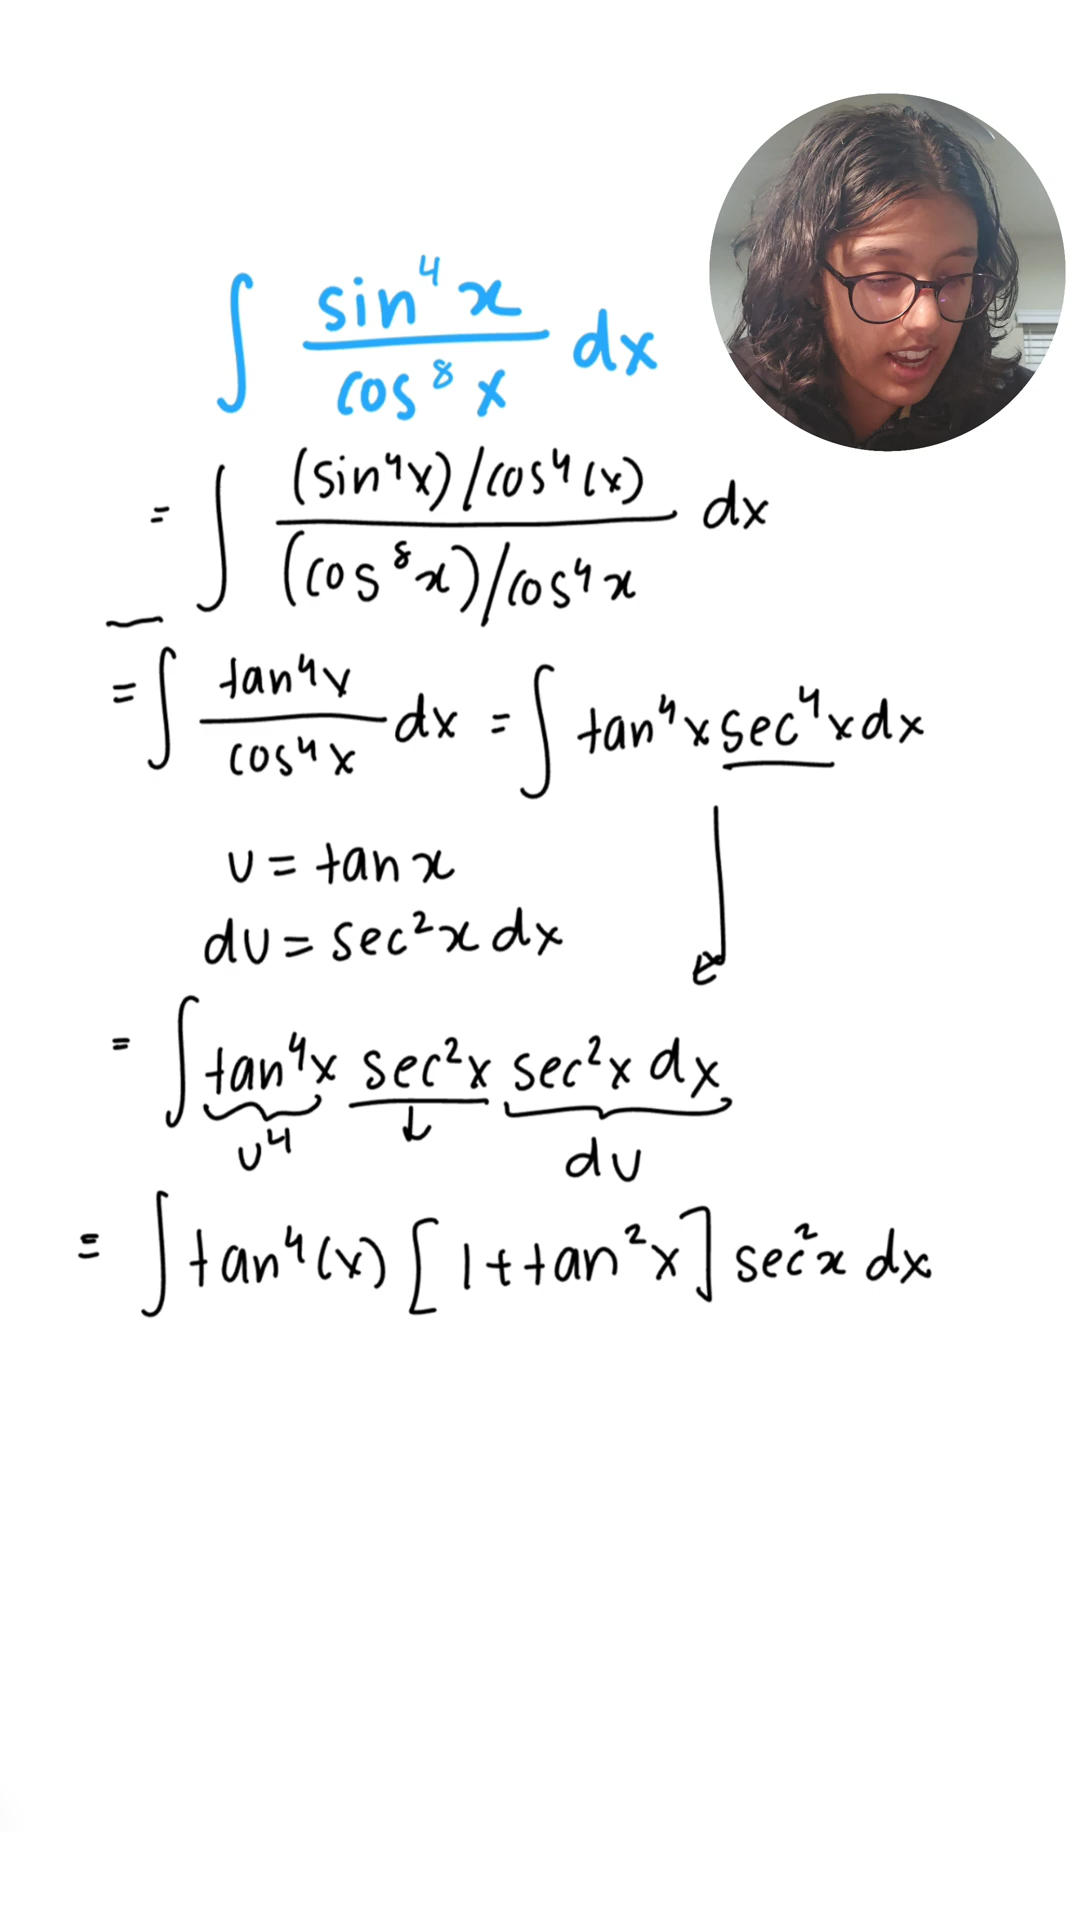 ∫ sin⁴x / cos⁸x dx
= ∫ (sin⁴x)/cos⁴(x) / (cos⁸x)/cos⁴x dx
= ∫ tan⁴x / cos⁴x dx = ∫ tan⁴x sec⁴x dx
u = tan x
du = sec²x dx
= ∫ tan⁴x sec²x sec²x dx
u⁴ ↓ du
= ∫ tan⁴(x) [1+tan²x] sec²x dx